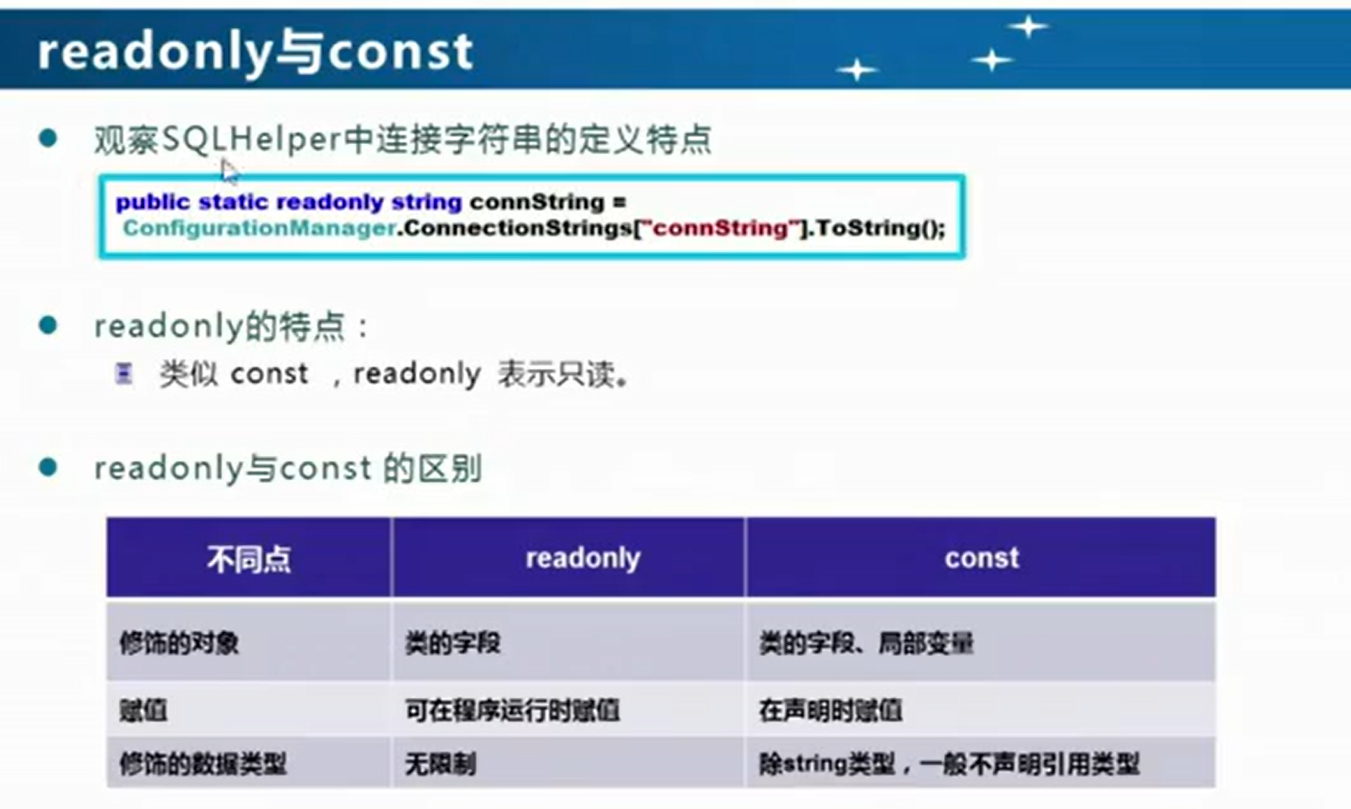 readonly与const
观察SQLHelper中连接字符串的定义特点
public static readonly string connString =
ConfigurationManager.ConnectionStrings["connString"].ToString();
readonly的特点：
类似 const ，readonly 表示只读。
readonly与const 的区别
不同点 readonly const
修饰的对象 类的字段 类的字段、局部变量
赋值 可在程序运行时赋值 在声明时赋值
修饰的数据类型 无限制 除string类型，一般不声明引用类型